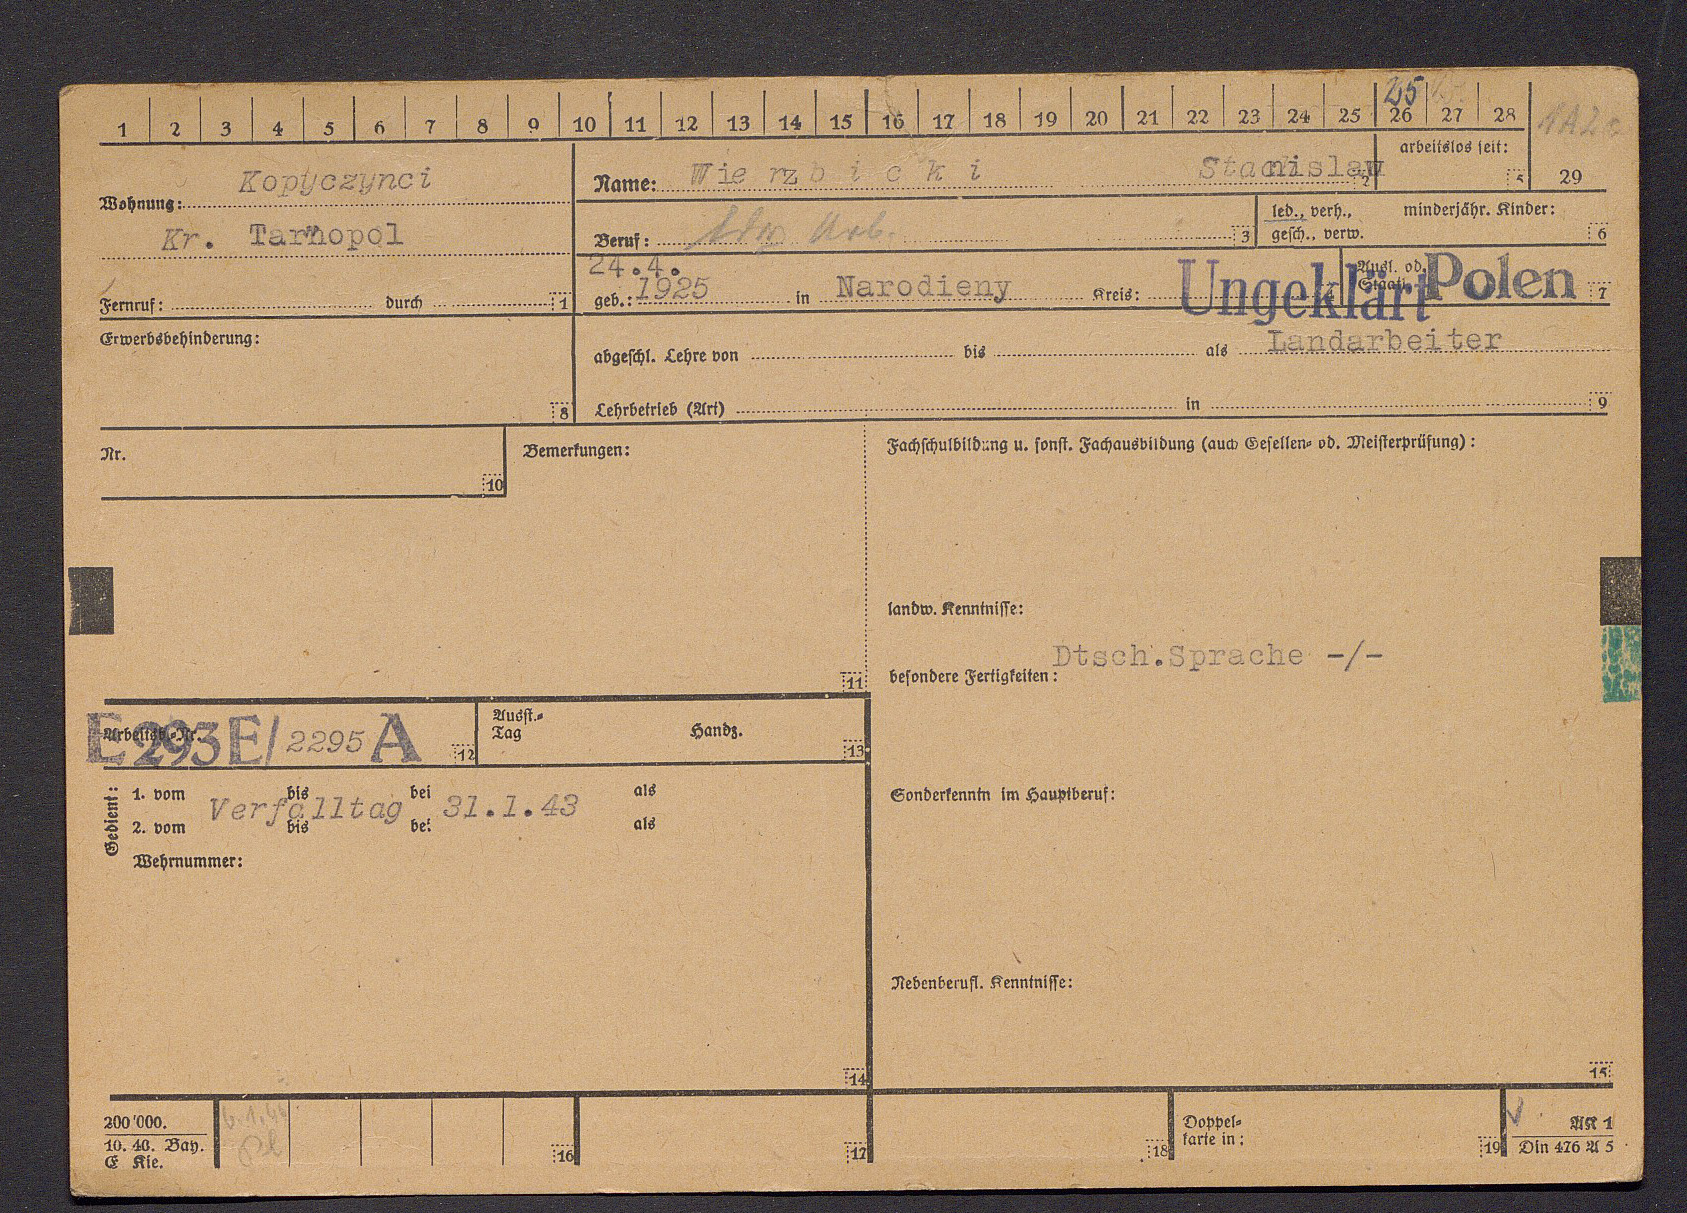 25
1 2 3 4 5 6 7 8 9 10 11 12 13 14 15 16 17 18 19 20 21 22 23 24 25 26 27 28
arbeitslos seit: 5 29
Wohnung: Kopyczynci
Kr. Tarnopol
Fernruf: durch 1
Name: Wierzbicki Stanislaw 2
Beruf: ldw Arb. 3
led., verh., gesch., verw.
minderjähr. Kinder: 6
24.4.
geb.: 1925 in Narodieny Kreis: Ungeklärt
Ausl. od. Staatl. Polen 7
Erwerbsbehinderung: 8
abgeschl. Lehre von bis als Landarbeiter
Lehrbetrieb (Art) in 9
Nr. 10
Bemerkungen: 11
Fachschulbildung u. sonst. Fachausbildung (auch Gesellen- od. Meisterprüfung):
landw. Kenntnisse:
Dtsch.Sprache -/-
besondere Fertigkeiten:
Arbeitsb.-Nr. E 293 E/ 2295 A 12
Ausst.-Tag Handz. 13
Gedient:
1. vom bis bei als
Verfalltag 31.1.43
2. vom bis bei als
Wehrnummer:
14
Sonderkenntn im Hauptberuf:
Nebenberufl. Kenntnisse:
15
200'000.
10. 40. Bay.
E Kie.
16 17 18
Doppel-
karte in: 19
AK 1
Din 476 A 5